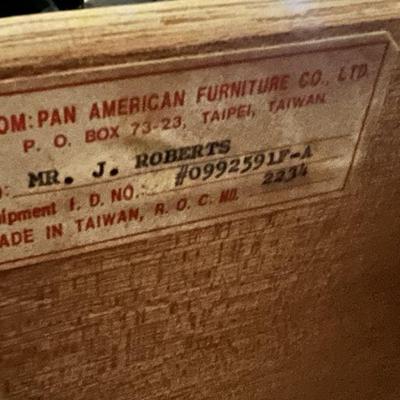 OM: PAN AMERICAN FURNITURE CO., LTD.
P. O. BOX 73-23, TAIPEI, TAIWAN
: MR. J. ROBERTS
ipment I. D. NO.: #0992591F-A
ADE IN TAIWAN, R. O. C. NO. 2234